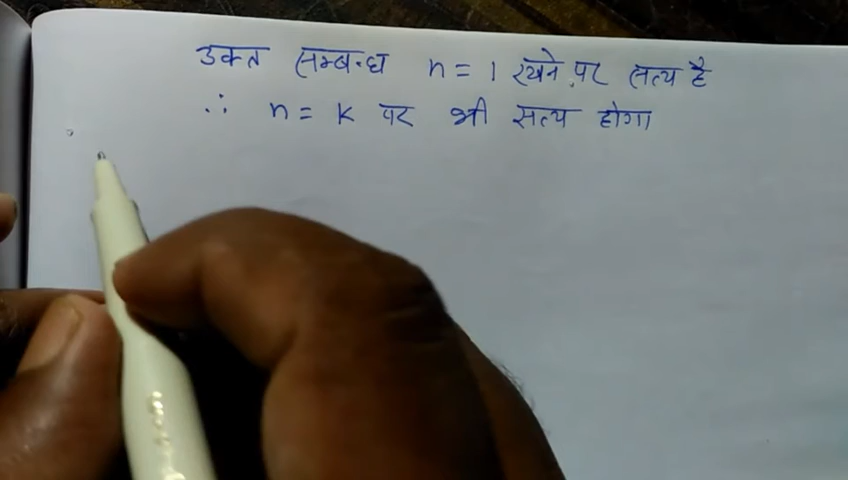 उक्त सम्बन्ध n = 1 रखने पर सत्य है
∴ n = K पर भी सत्य होगा